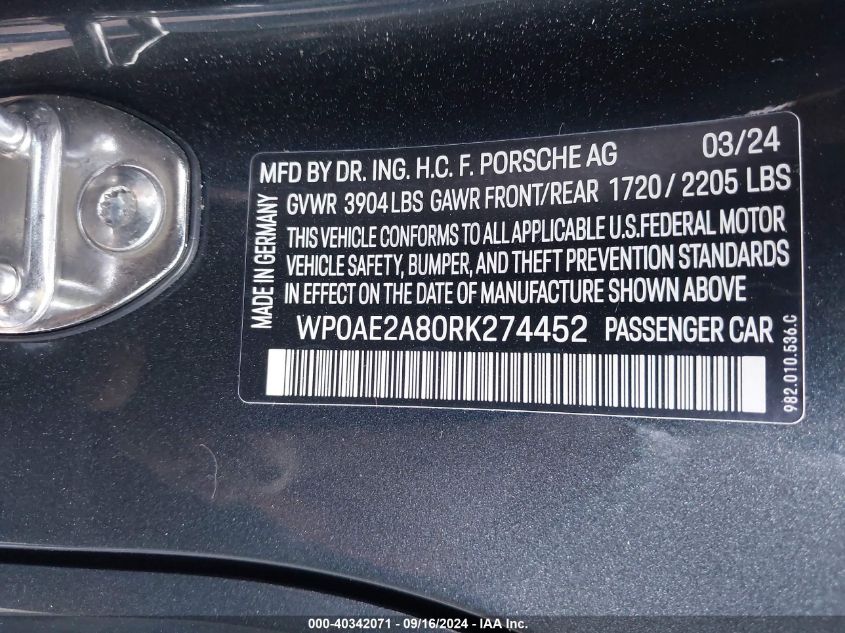 MFD BY DR. ING. H.C. F. PORSCHE AG 03/24
GVWR 3904 LBS GAWR FRONT/REAR 1720 / 2205 LBS
THIS VEHICLE CONFORMS TO ALL APPLICABLE U.S.FEDERAL MOTOR
VEHICLE SAFETY, BUMPER, AND THEFT PREVENTION STANDARDS
IN EFFECT ON THE DATE OF MANUFACTURE SHOWN ABOVE
MADE IN GERMANY
WP0AE2A80RK274452 PASSENGER CAR
982.010.536.C
000-40342071 - 09/16/2024 - IAA Inc.